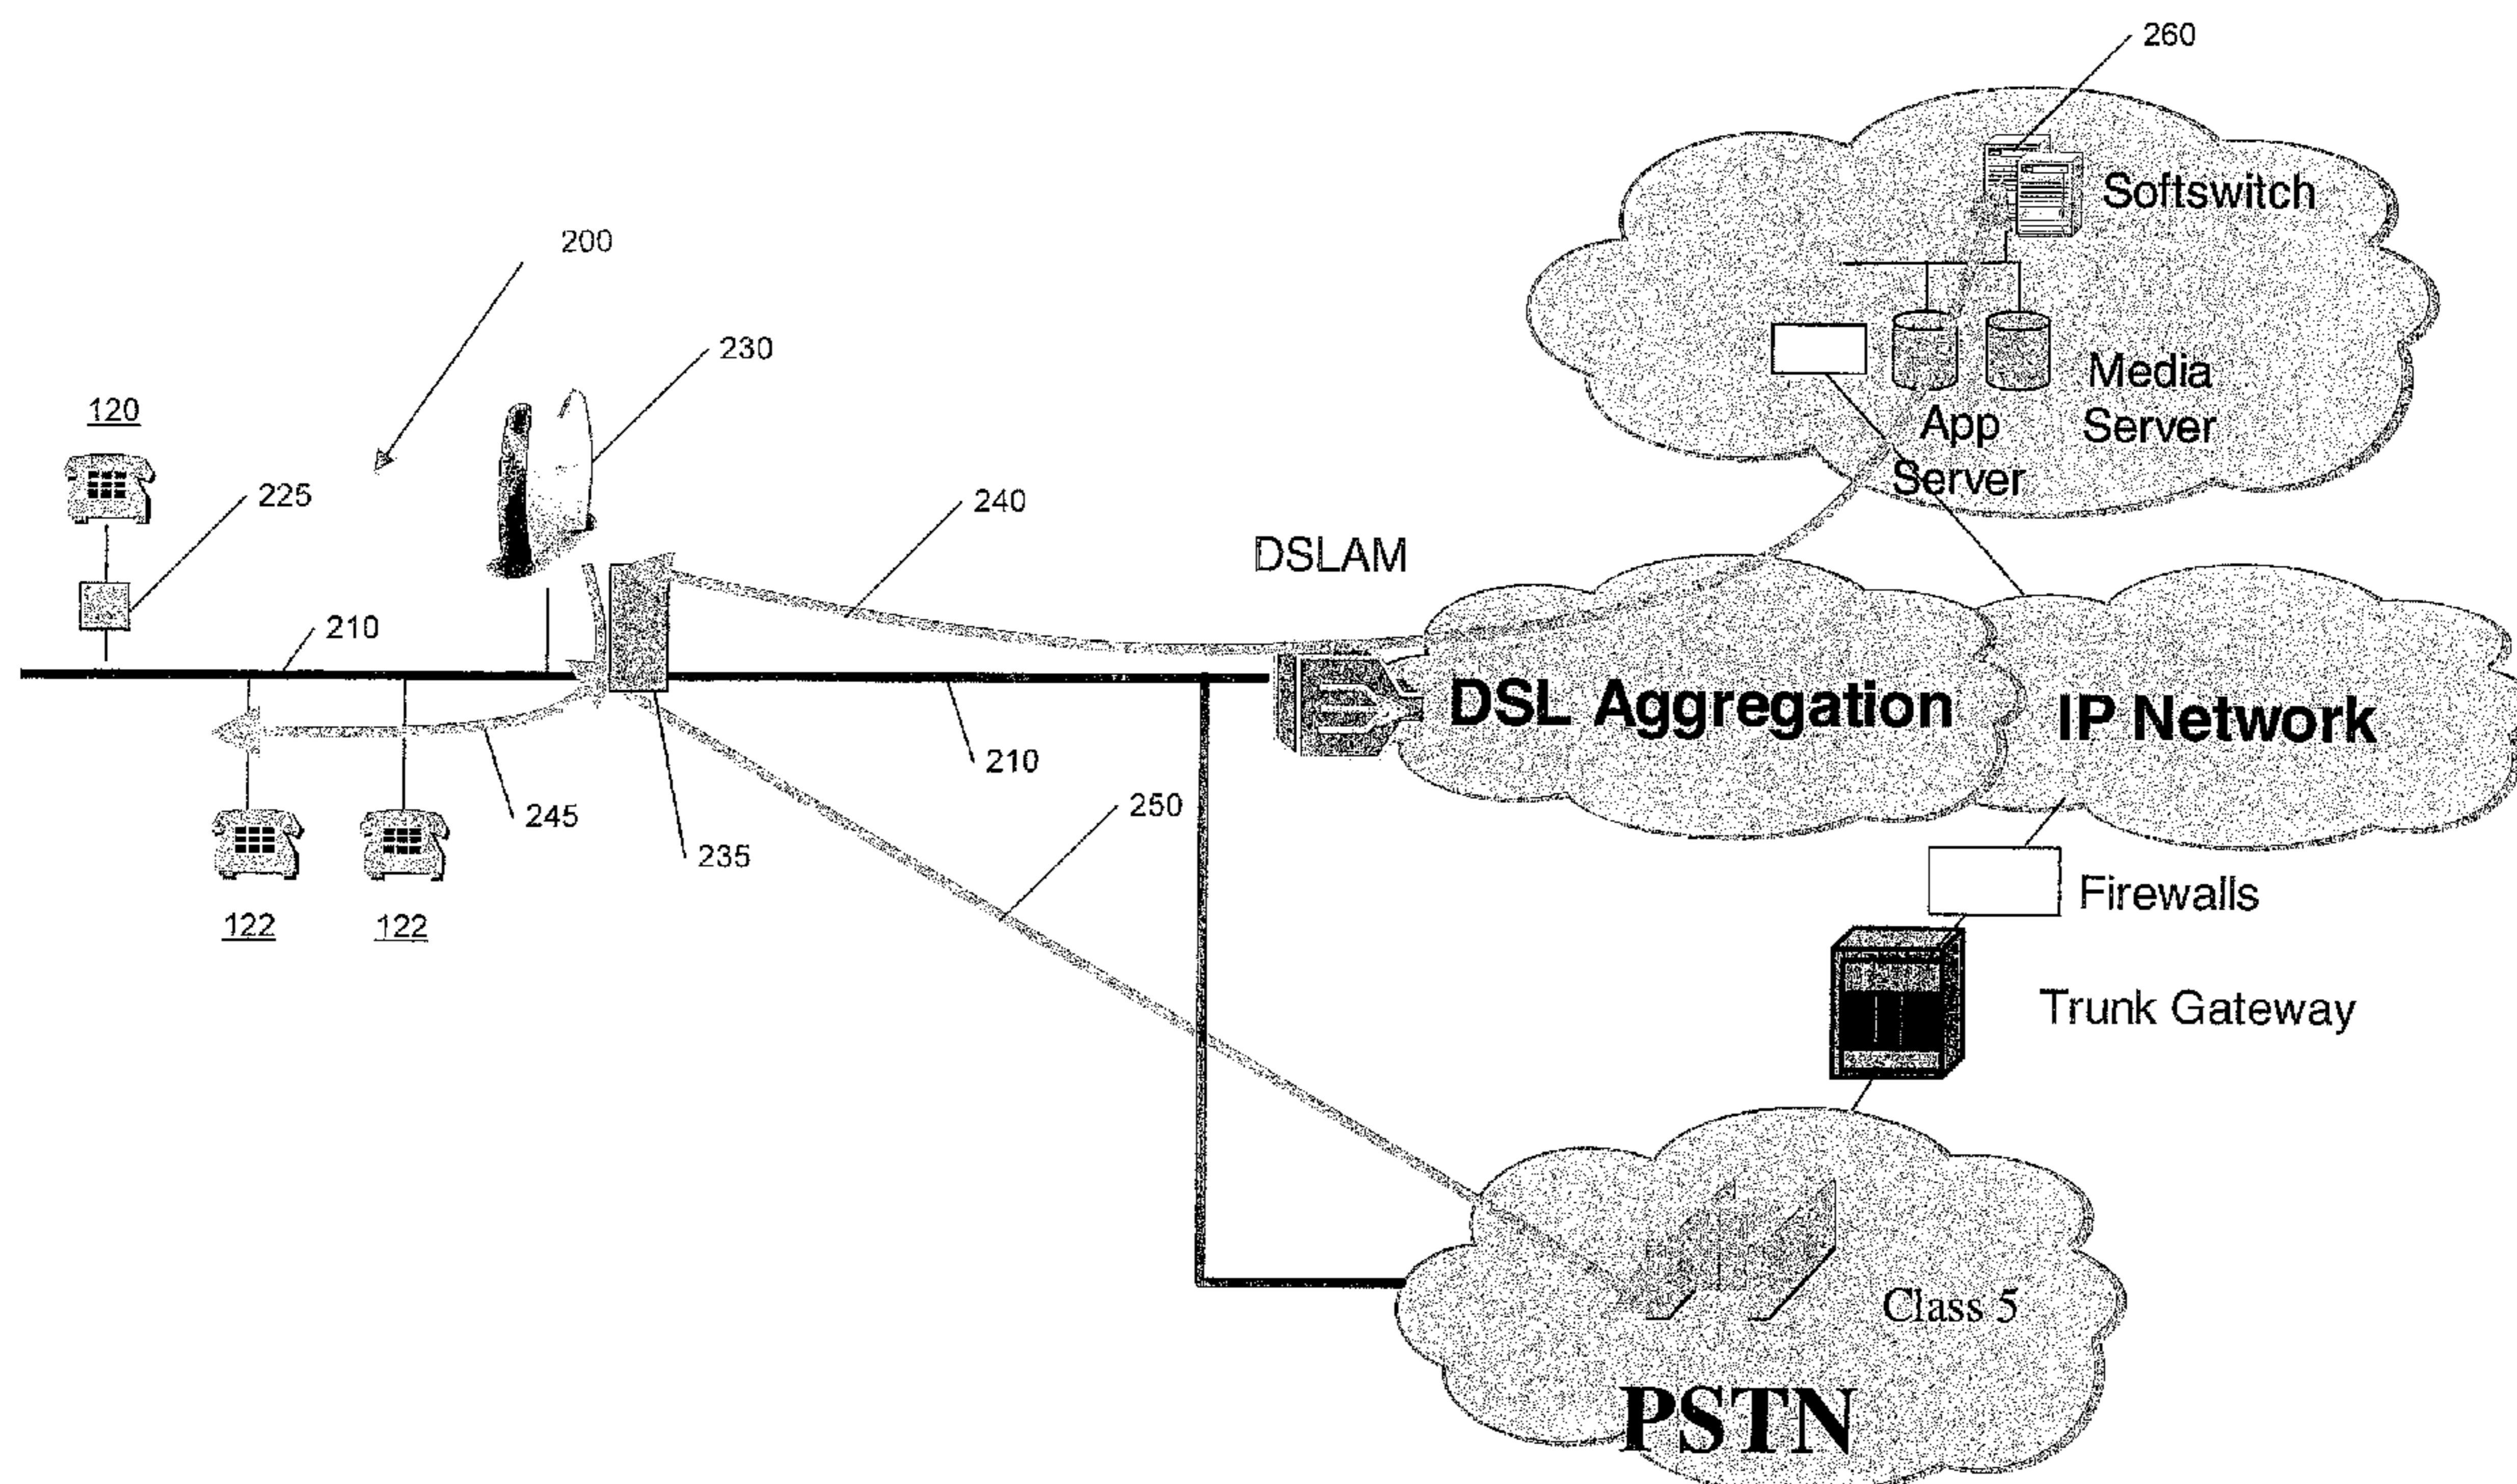 260
Softswitch
200
230
Media
Server
App
Server
120
225
240
DSLAM
210
DSL Aggregation
IP Network
210
250
245
235
Firewalls
122
122
Trunk Gateway
Class 5
PSTN